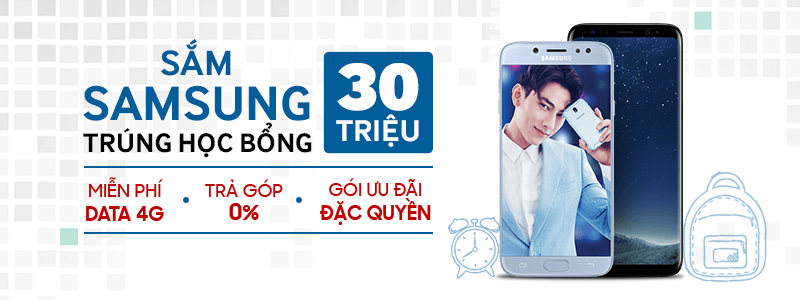 SẮM
SAMSUNG
TRÚNG HỌC BỔNG
30
TRIỆU
MIỄN PHÍ
DATA 4G
TRẢ GÓP
0%
GÓI ƯU ĐÃI
ĐẶC QUYỀN
SAMSUNG